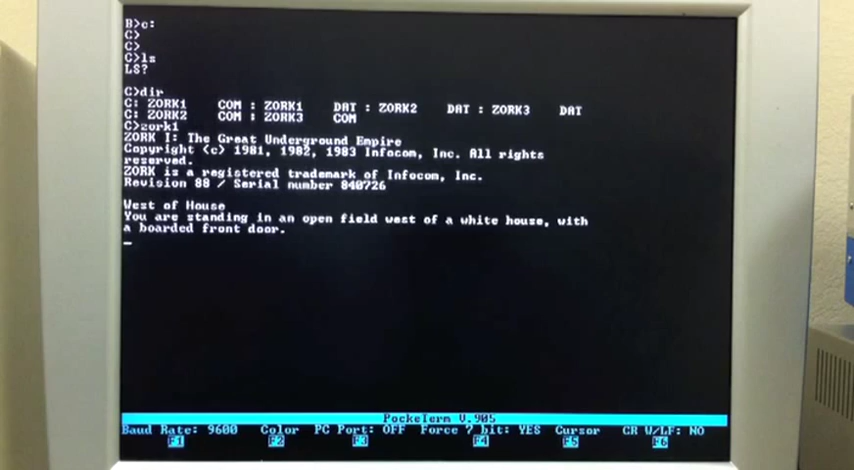 B>c:
C>
C>
C>ls
LS?
C>dir
C: ZORK1    COM : ZORK1    DAT : ZORK2    DAT : ZORK3    DAT
C: ZORK2    COM : ZORK3    COM
C>zork1
ZORK I: The Great Underground Empire
Copyright (c) 1981, 1982, 1983 Infocom, Inc. All rights
reserved.
ZORK is a registered trademark of Infocom, Inc.
Revision 88 / Serial number 840726
West of House
You are standing in an open field west of a white house, with
a boarded front door.
PockeTerm V.905
Baud Rate: 9600  Color  PC Port: OFF  Force 7 bit: YES  Cursor  CR W/LF: NO
F1 F2 F3 F4 F5 F6